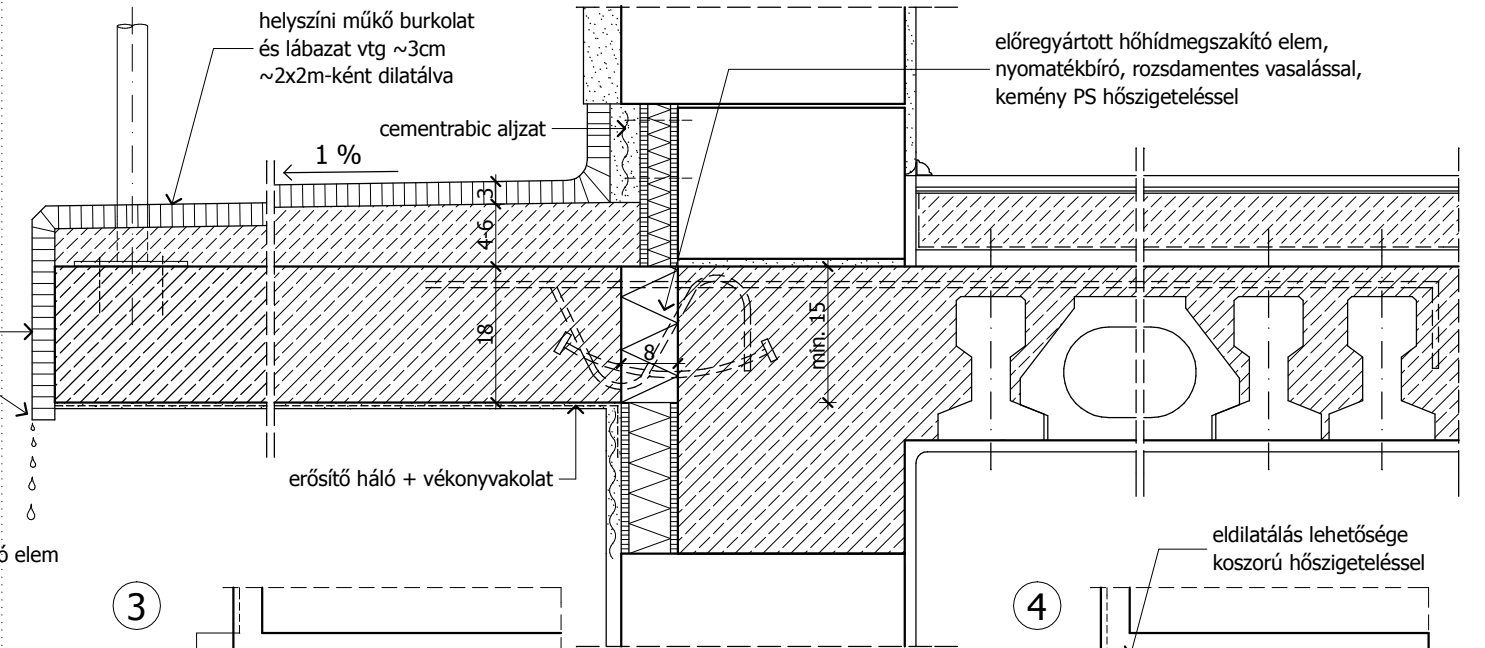 helyszíni műkő burkolat
és lábazat vtg ~3cm
~2x2m-ként dilatálva
előregyártott hőhídmegszakító elem,
nyomatékbíró, rozsdamentes vasalással,
kemény PS hőszigeteléssel
cementrabic aljzat
1 %
3
4-6
18
8
min. 15
erősítő háló + vékonyvakolat
ó elem
eldilatálás lehetősége
koszorú hőszigeteléssel
3
4